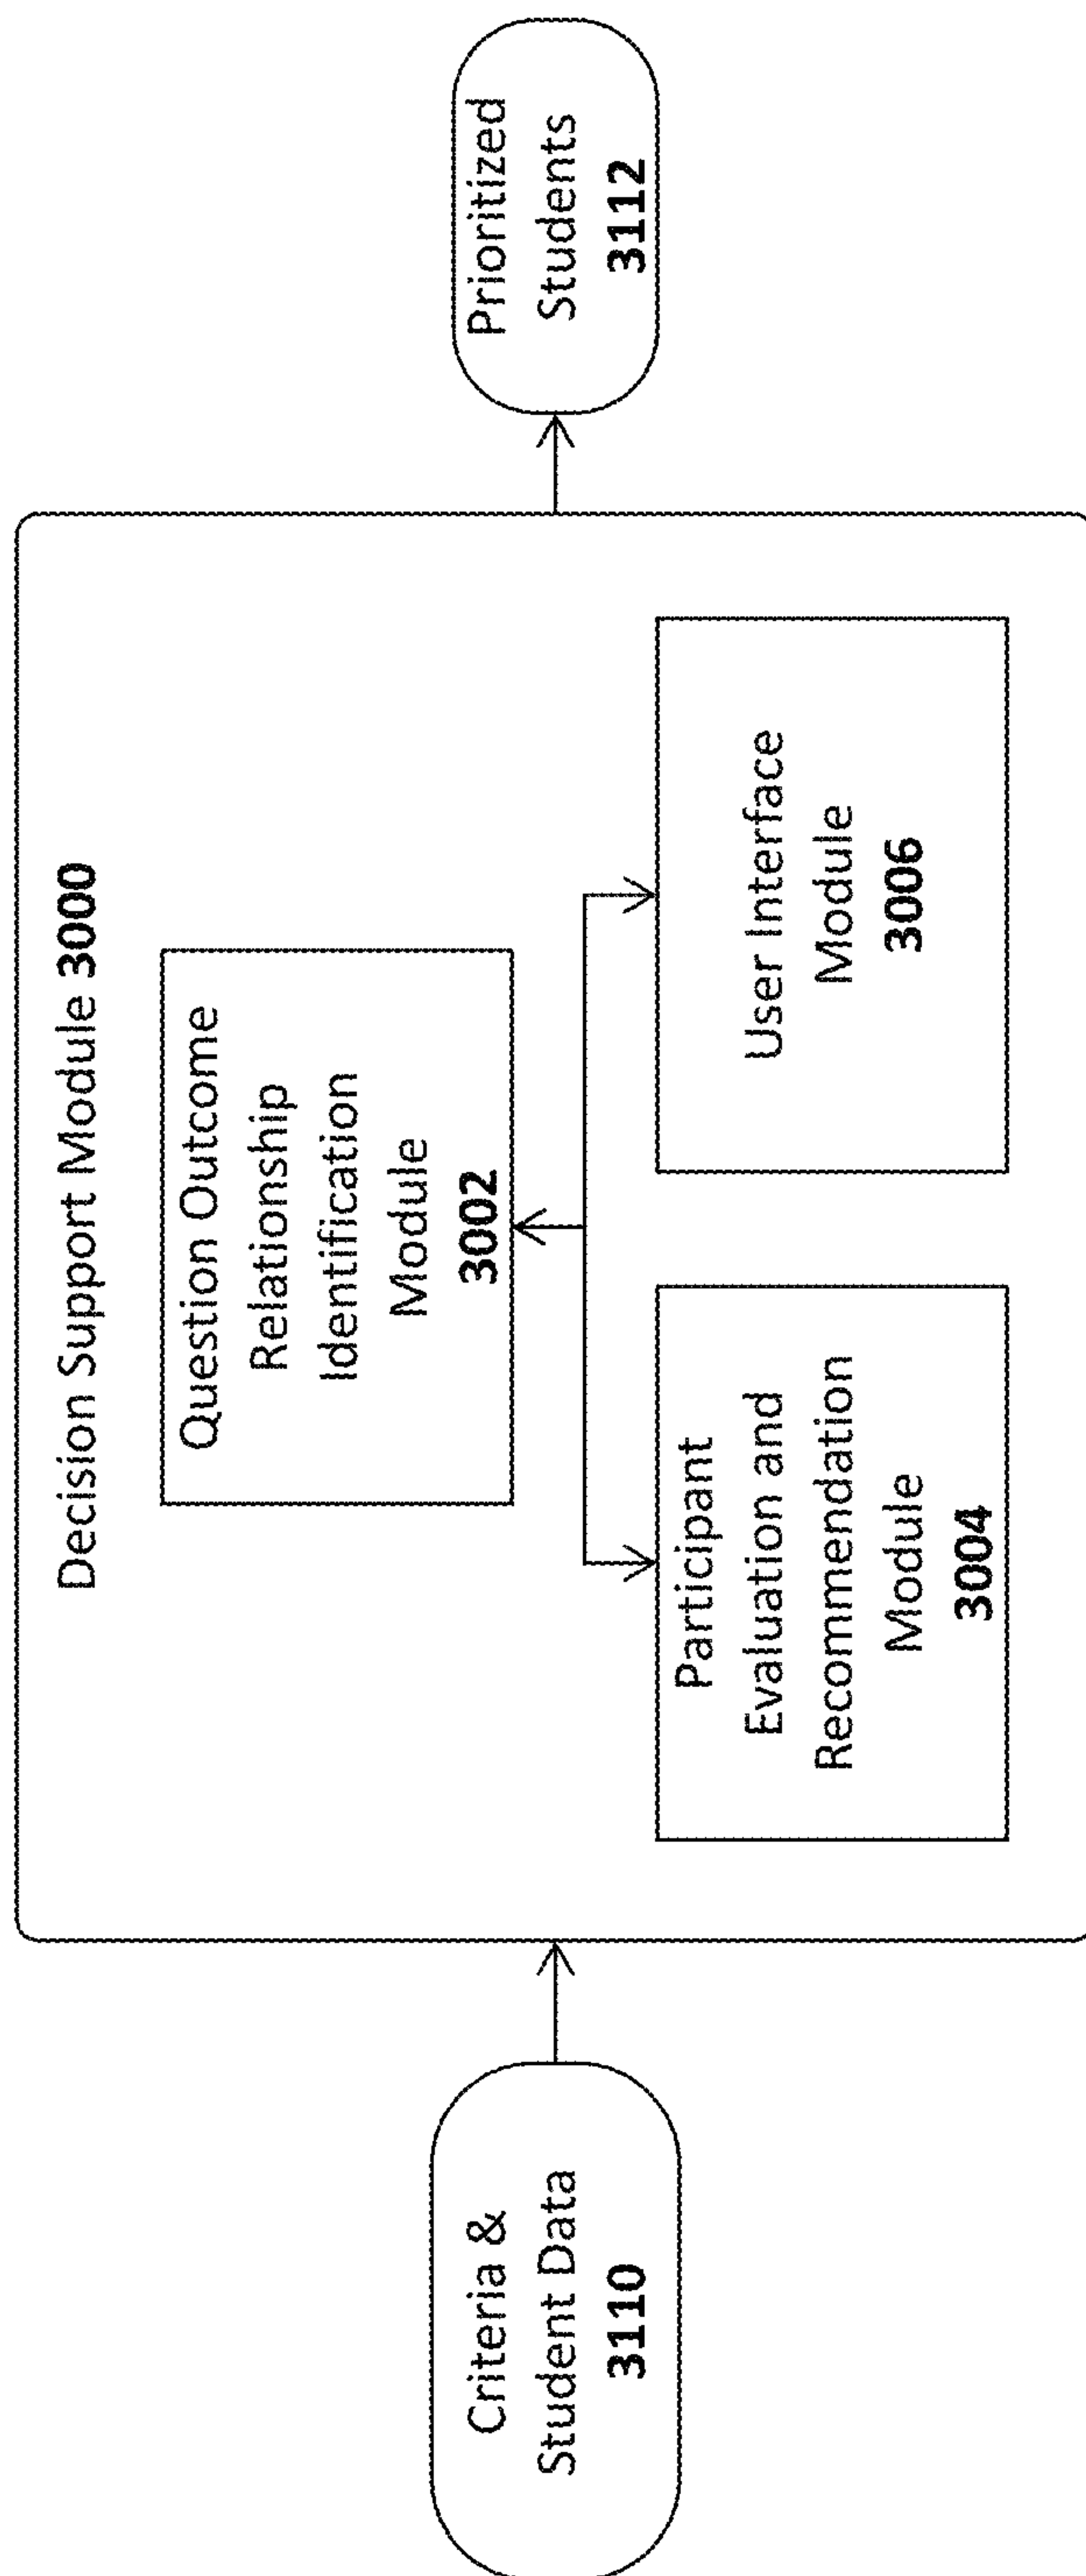 Decision Support Module 3000
Criteria &
Student Data
3110
Question Outcome
Relationship
Identification
Module
3002
Participant
Evaluation and
Recommendation
Module
3004
User Interface
Module
3006
Prioritized
Students
3112